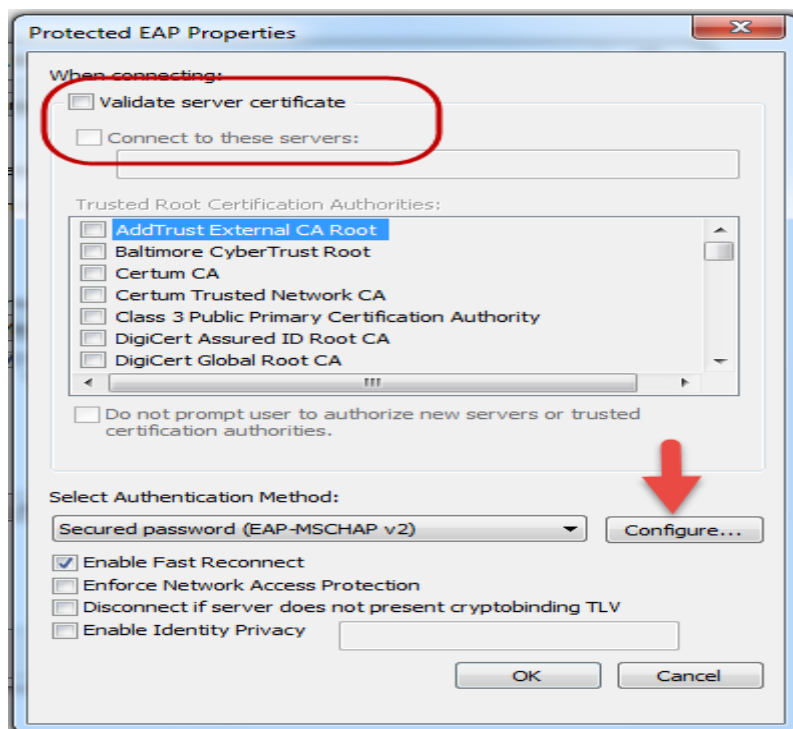 Protected EAP Properties
When connecting:
Validate server certificate
Connect to these servers:
Trusted Root Certification Authorities:
AddTrust External CA Root
Baltimore CyberTrust Root
Certum CA
Certum Trusted Network CA
Class 3 Public Primary Certification Authority
DigiCert Assured ID Root CA
DigiCert Global Root CA
Do not prompt user to authorize new servers or trusted
certification authorities.
Select Authentication Method:
Secured password (EAP-MSCHAP v2)
Configure...
Enable Fast Reconnect
Enforce Network Access Protection
Disconnect if server does not present cryptobinding TLV
Enable Identity Privacy
OK
Cancel